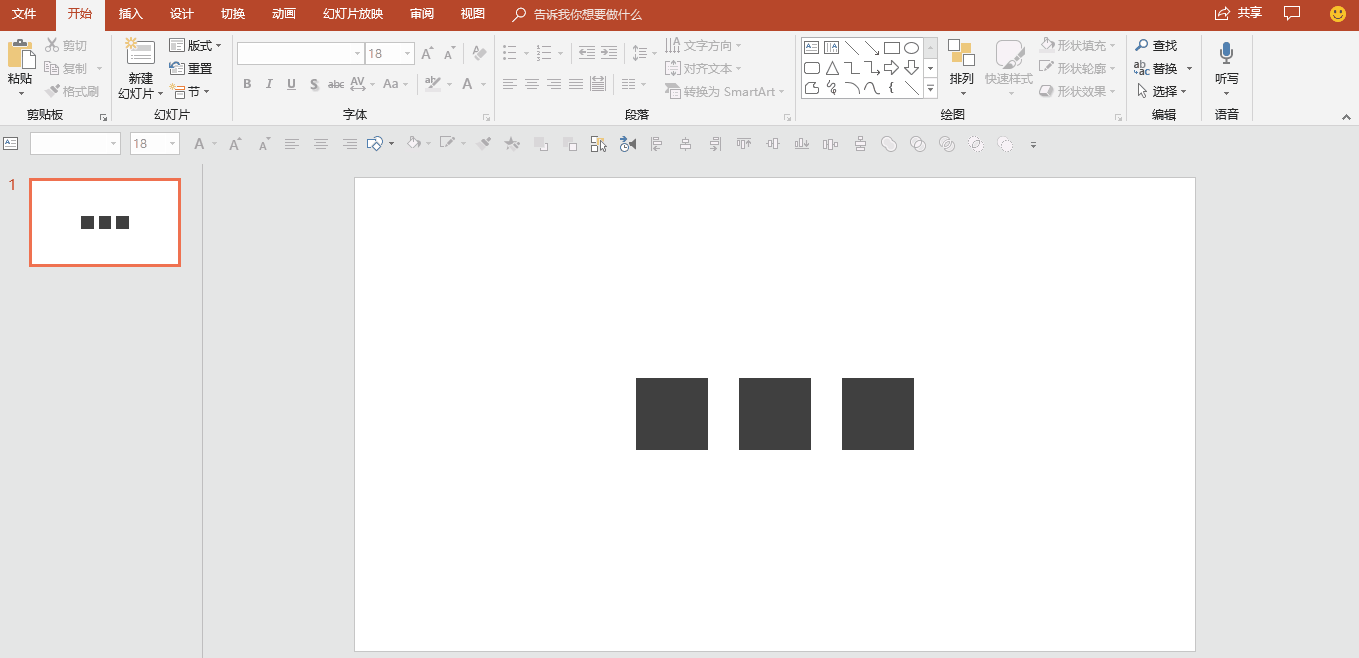 文件 开始 插入 设计 切换 动画 幻灯片放映 审阅 视图 告诉我你想要做什么 共享
剪切 版式 18 文字方向 形状填充 查找
粘贴 复制 新建 重置 对齐文本 排列 快速样式 形状轮廓 替换 听写
格式刷 幻灯片 节 B I U S abc AV Aa A 转换为 SmartArt 形状效果 选择
剪贴板 幻灯片 字体 段落 绘图 编辑 语音
18 A A A
1